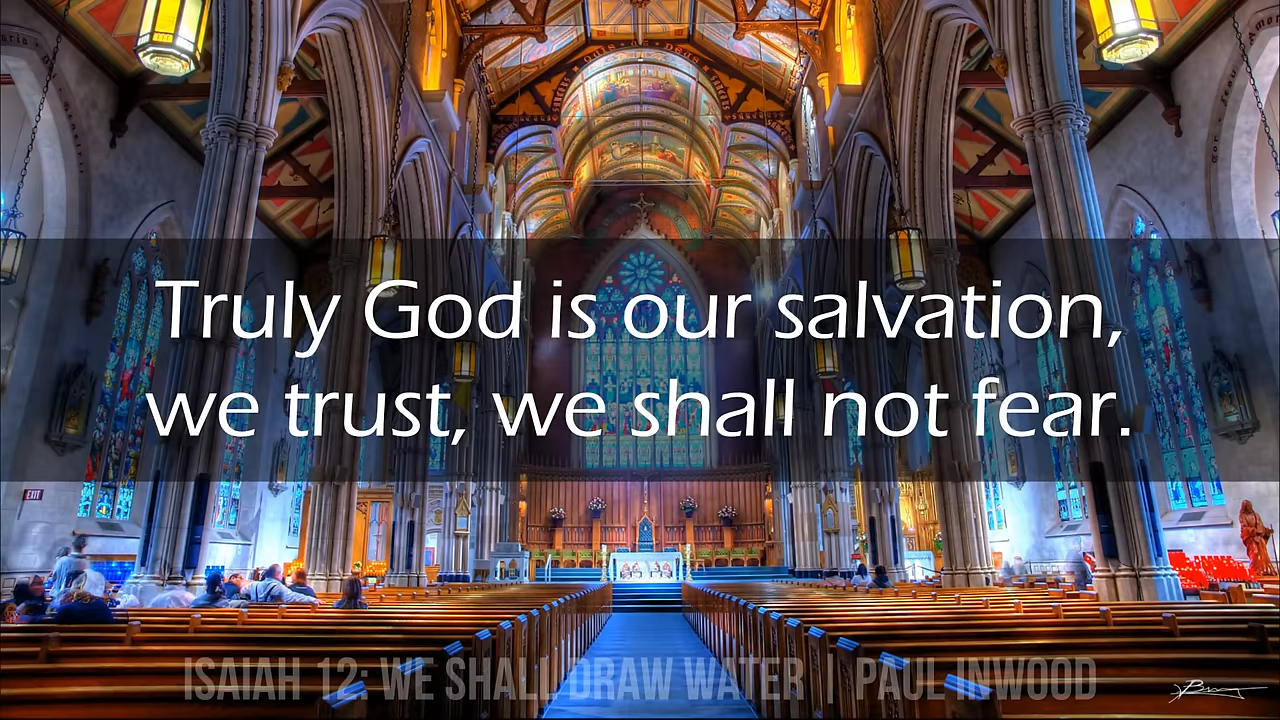 Truly God is our salvation,
we trust, we shall not fear.
EXIT
ISAIAH 12: WE SHALL DRAW WATER | PAUL INWOOD